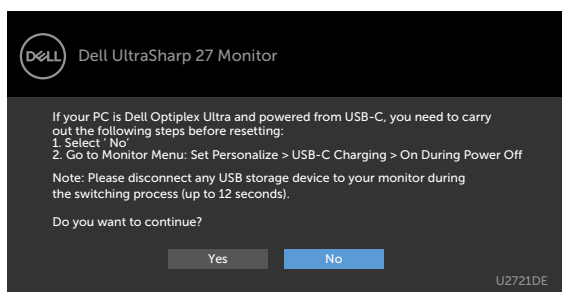 DELL
Dell UltraSharp 27 Monitor
If your PC is Dell Optiplex Ultra and powered from USB-C, you need to carry
out the following steps before resetting:
1. Select ‘ No’
2. Go to Monitor Menu: Set Personalize > USB-C Charging > On During Power Off
Note: Please disconnect any USB storage device to your monitor during
the switching process (up to 12 seconds).
Do you want to continue?
Yes No
U2721DE